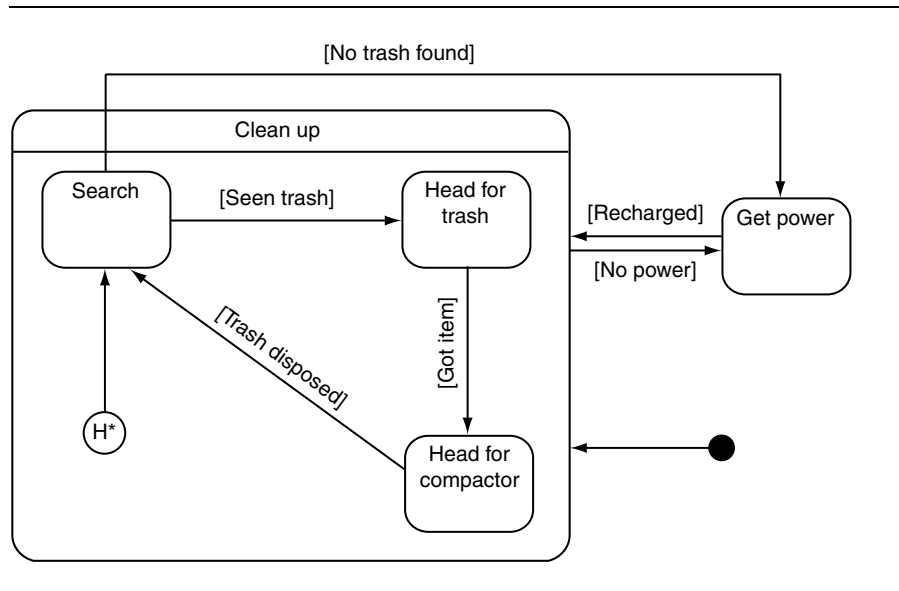 [No trash found]
Clean up
Search
[Seen trash]
Head for
trash
[Recharged]
Get power
[No power]
[Trash disposed]
[Got item]
H*
Head for
compactor